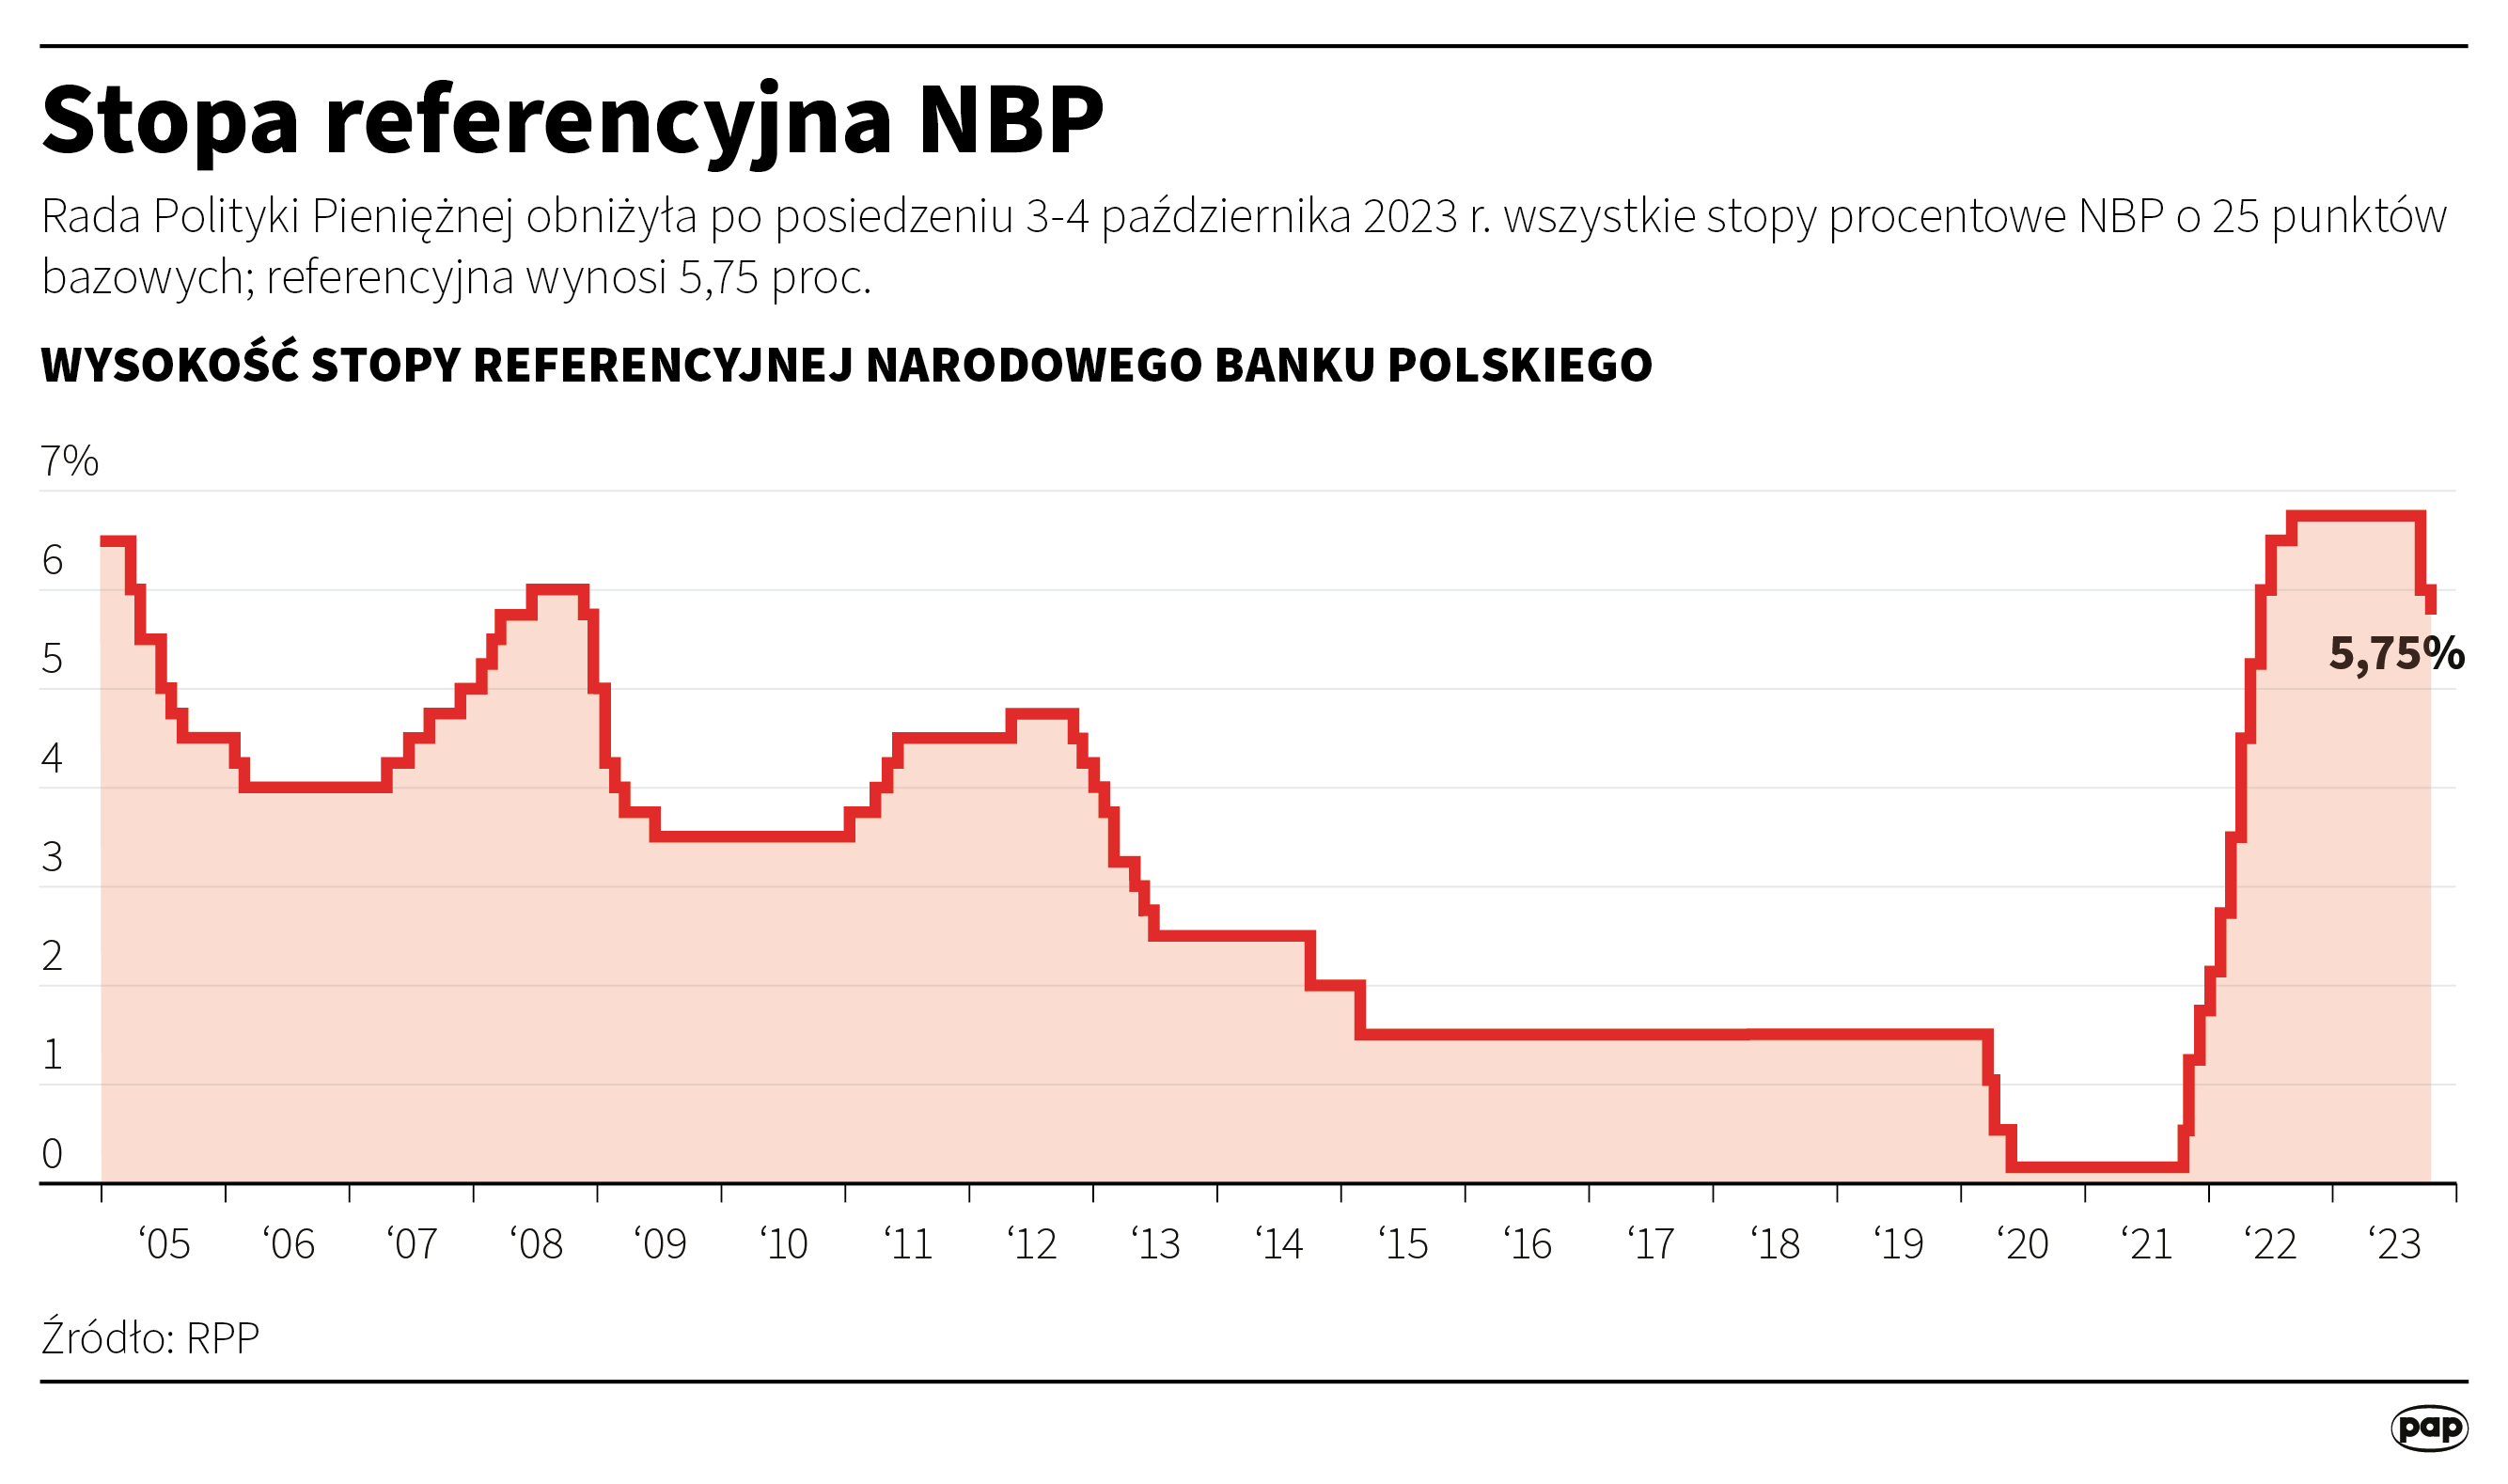 Stopa referencyjna NBP
Rada Polityki Pieniężnej obniżyła po posiedzeniu 3-4 października 2023 r. wszystkie stopy procentowe NBP o 25 punktów
bazowych; referencyjna wynosi 5,75 proc.
WYSOKOŚĆ STOPY REFERENCYJNEJ NARODOWEGO BANKU POLSKIEGO
7%
6
5
5,75%
4
3
2
1
0
‘05 ‘06 ‘07 ‘08 ‘09 ‘10 ‘11 ‘12 ‘13 ‘14 ‘15 ‘16 ‘17 ‘18 ‘19 ‘20 ‘21 ‘22 ‘23
Źródło: RPP
pap